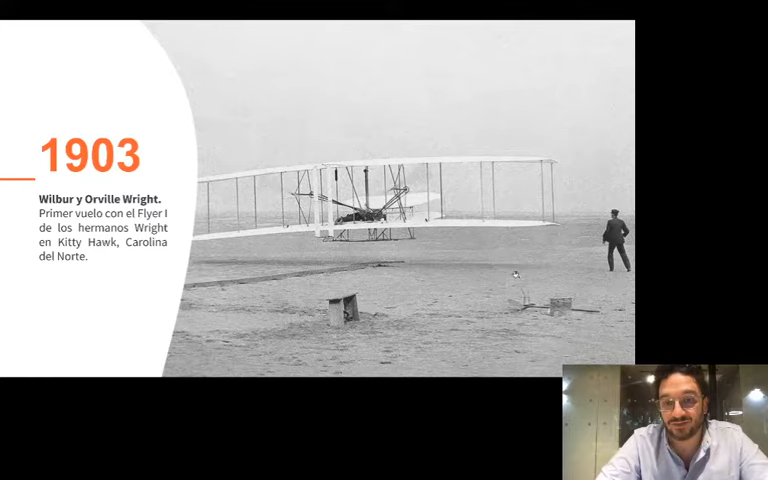 1903
Wilbur y Orville Wright.
Primer vuelo con el Flyer I
de los hermanos Wright
en Kitty Hawk, Carolina
del Norte.